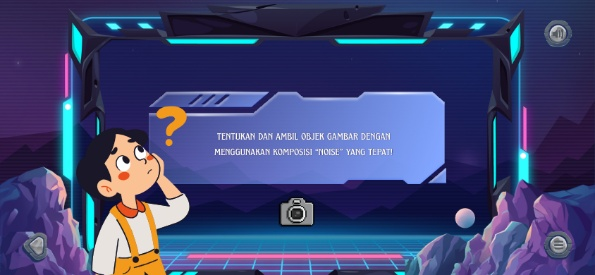 TENTUKAN DAN AMBIL OBJEK GAMBAR DENGAN
MENGGUNAKAN KOMPOSISI "NOISE" YANG TEPAT!